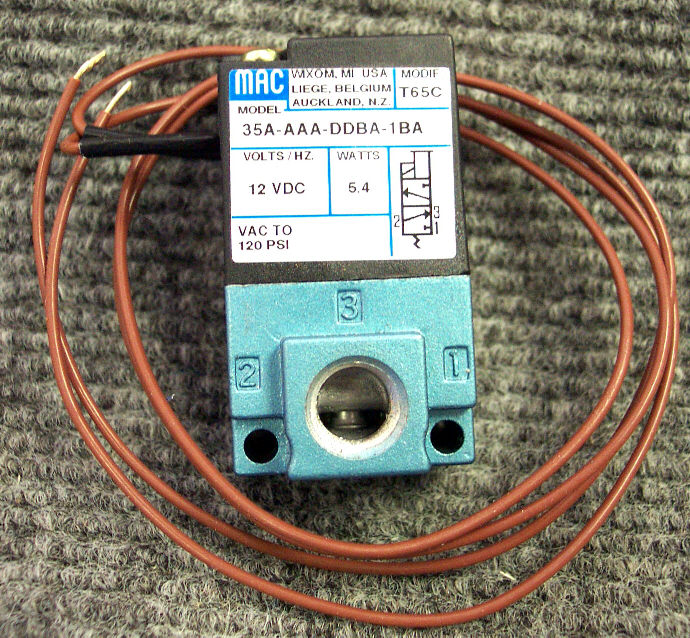 MAC
WIXOM, MI USA
LIEGE, BELGIUM
AUCKLAND, N.Z.
MODIF
T65C
MODEL
35A-AAA-DDBA-1BA
VOLTS/HZ.
12 VDC
WATTS
5.4
VAC TO
120 PSI
2
3
1
3
2
1